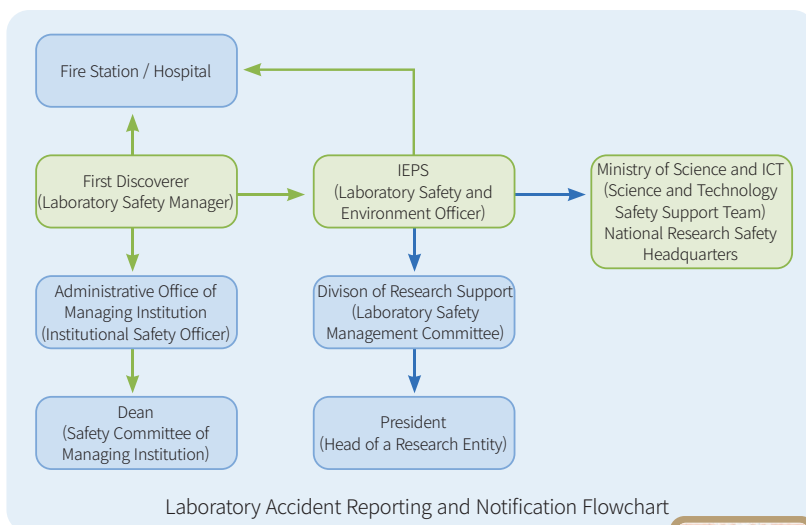 Fire Station / Hospital
First Discoverer
(Laboratory Safety Manager)
IEPS
(Laboratory Safety and
Environment Officer)
Ministry of Science and ICT
(Science and Technology
Safety Support Team)
National Research Safety
Headquarters
Administrative Office of
Managing Institution
(Institutional Safety Officer)
Divison of Research Support
(Laboratory Safety
Management Committee)
Dean
(Safety Committee of
Managing Institution)
President
(Head of a Research Entity)
Laboratory Accident Reporting and Notification Flowchart